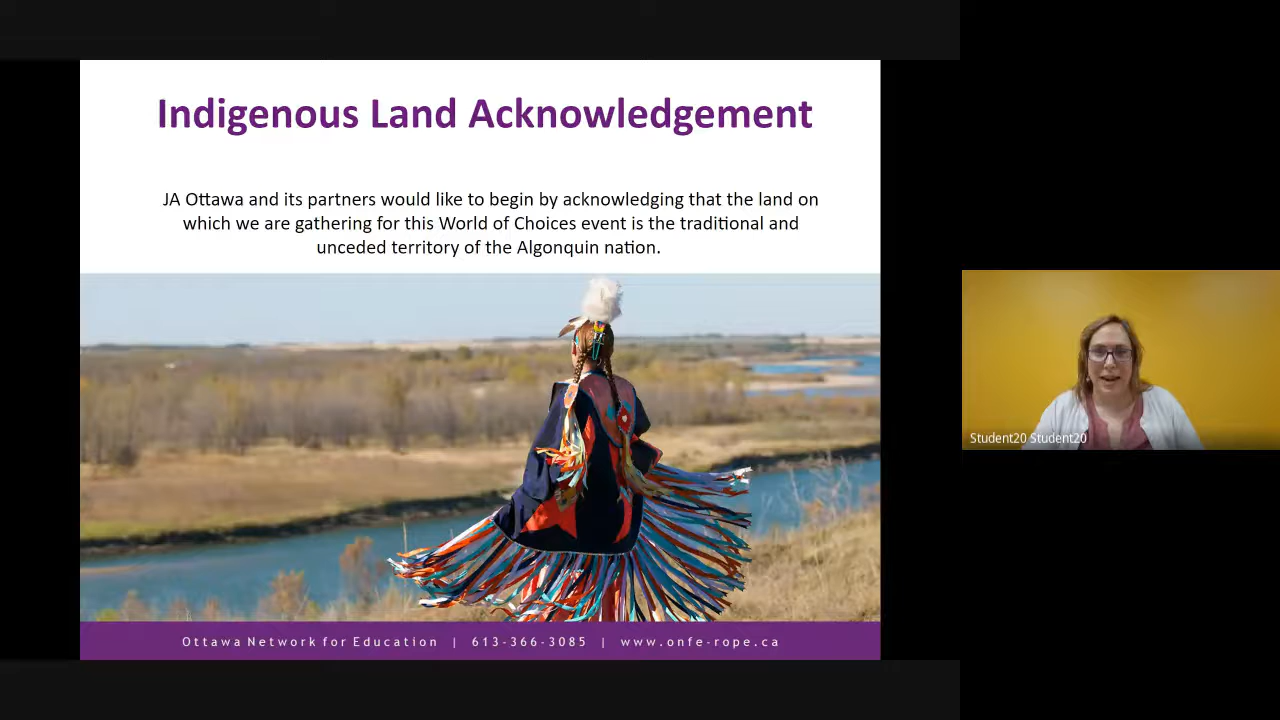 Indigenous Land Acknowledgement
JA Ottawa and its partners would like to begin by acknowledging that the land on
which we are gathering for this World of Choices event is the traditional and
unceded territory of the Algonquin nation.
Ottawa Network for Education | 613-366-3085 | www.onfe-rope.ca
Student20 Student20